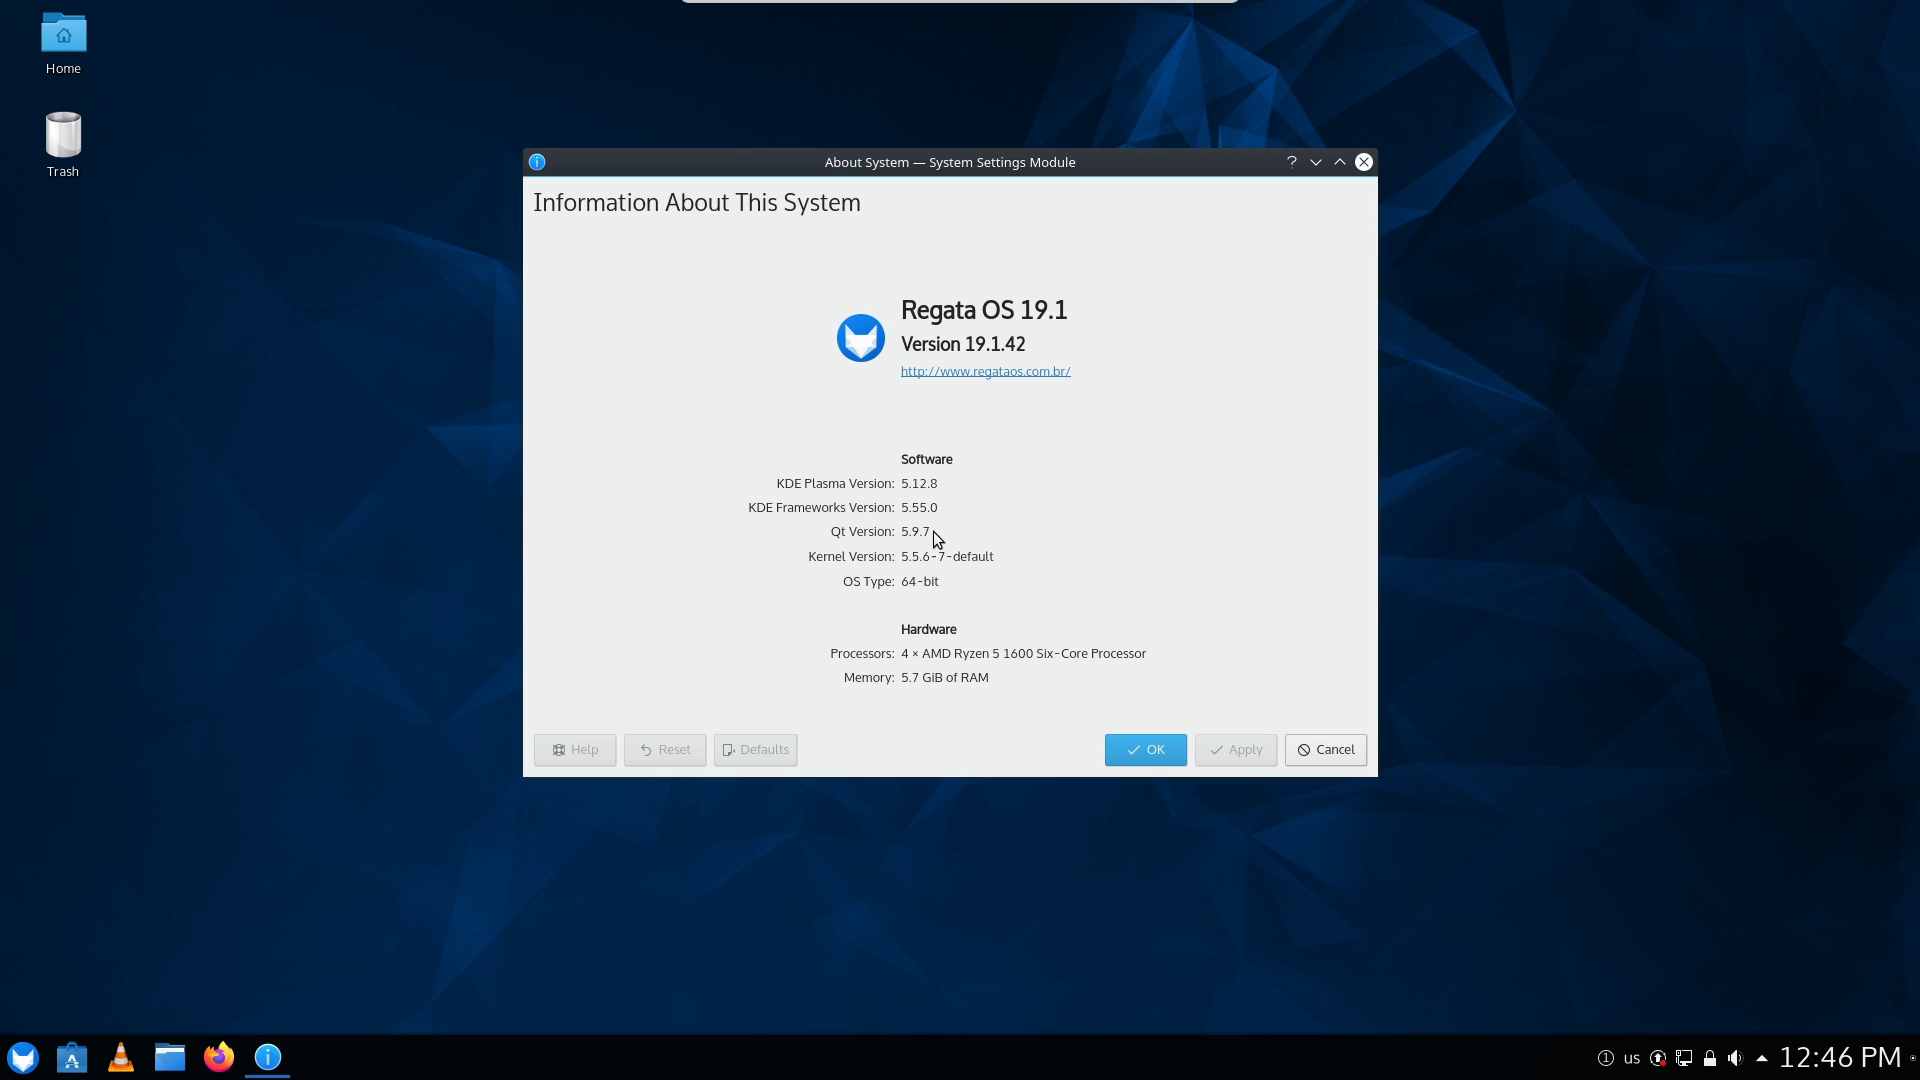 Home
Trash
About System — System Settings Module
Information About This System
Regata OS 19.1
Version 19.1.42
http://www.regataos.com.br/
Software
KDE Plasma Version: 5.12.8
KDE Frameworks Version: 5.55.0
Qt Version: 5.9.7
Kernel Version: 5.5.6-7-default
OS Type: 64-bit
Hardware
Processors: 4 × AMD Ryzen 5 1600 Six-Core Processor
Memory: 5.7 GiB of RAM
Help Reset Defaults OK Apply Cancel
1 us 12:46 PM